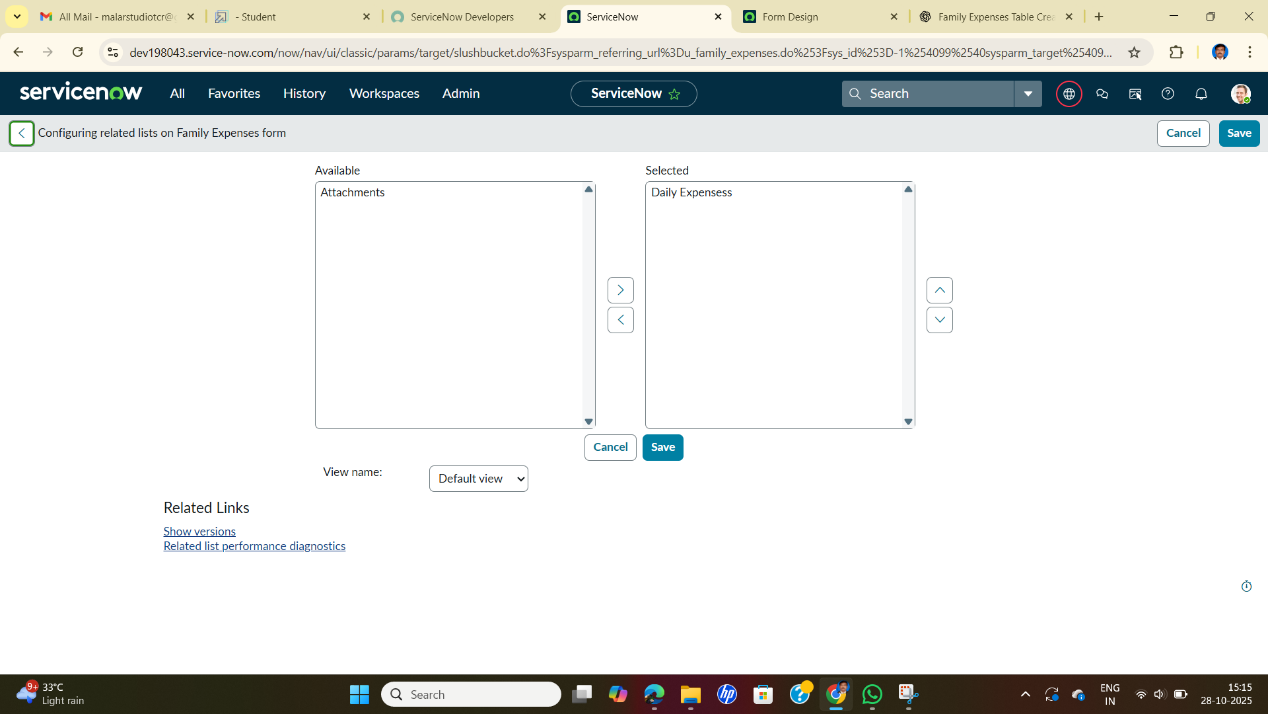 All Mail - malarstudiotcr@
- Student
ServiceNow Developers
ServiceNow
Form Design
Family Expenses Table Crea
dev198043.service-now.com/now/nav/ui/classic/params/target/slushbucket.do%3Fsysparm_referring_url%3Du_family_expenses.do%253Fsys_id%253D-1%254099%2540sysparm_target%25409...
servicenow
All
Favorites
History
Workspaces
Admin
ServiceNow
Search
Configuring related lists on Family Expenses form
Cancel
Save
Available
Selected
Attachments
Daily Expensess
Cancel
Save
View name:
Default view
Related Links
Show versions
Related list performance diagnostics
9+
33°C
Light rain
Search
hp
ENG
IN
15:15
28-10-2025